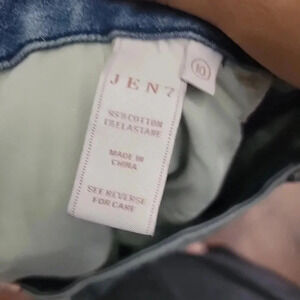 JEN7
10
98%COTTON
2%ELASTANE
MADE IN
CHINA
SEE REVERSE
FOR CARE